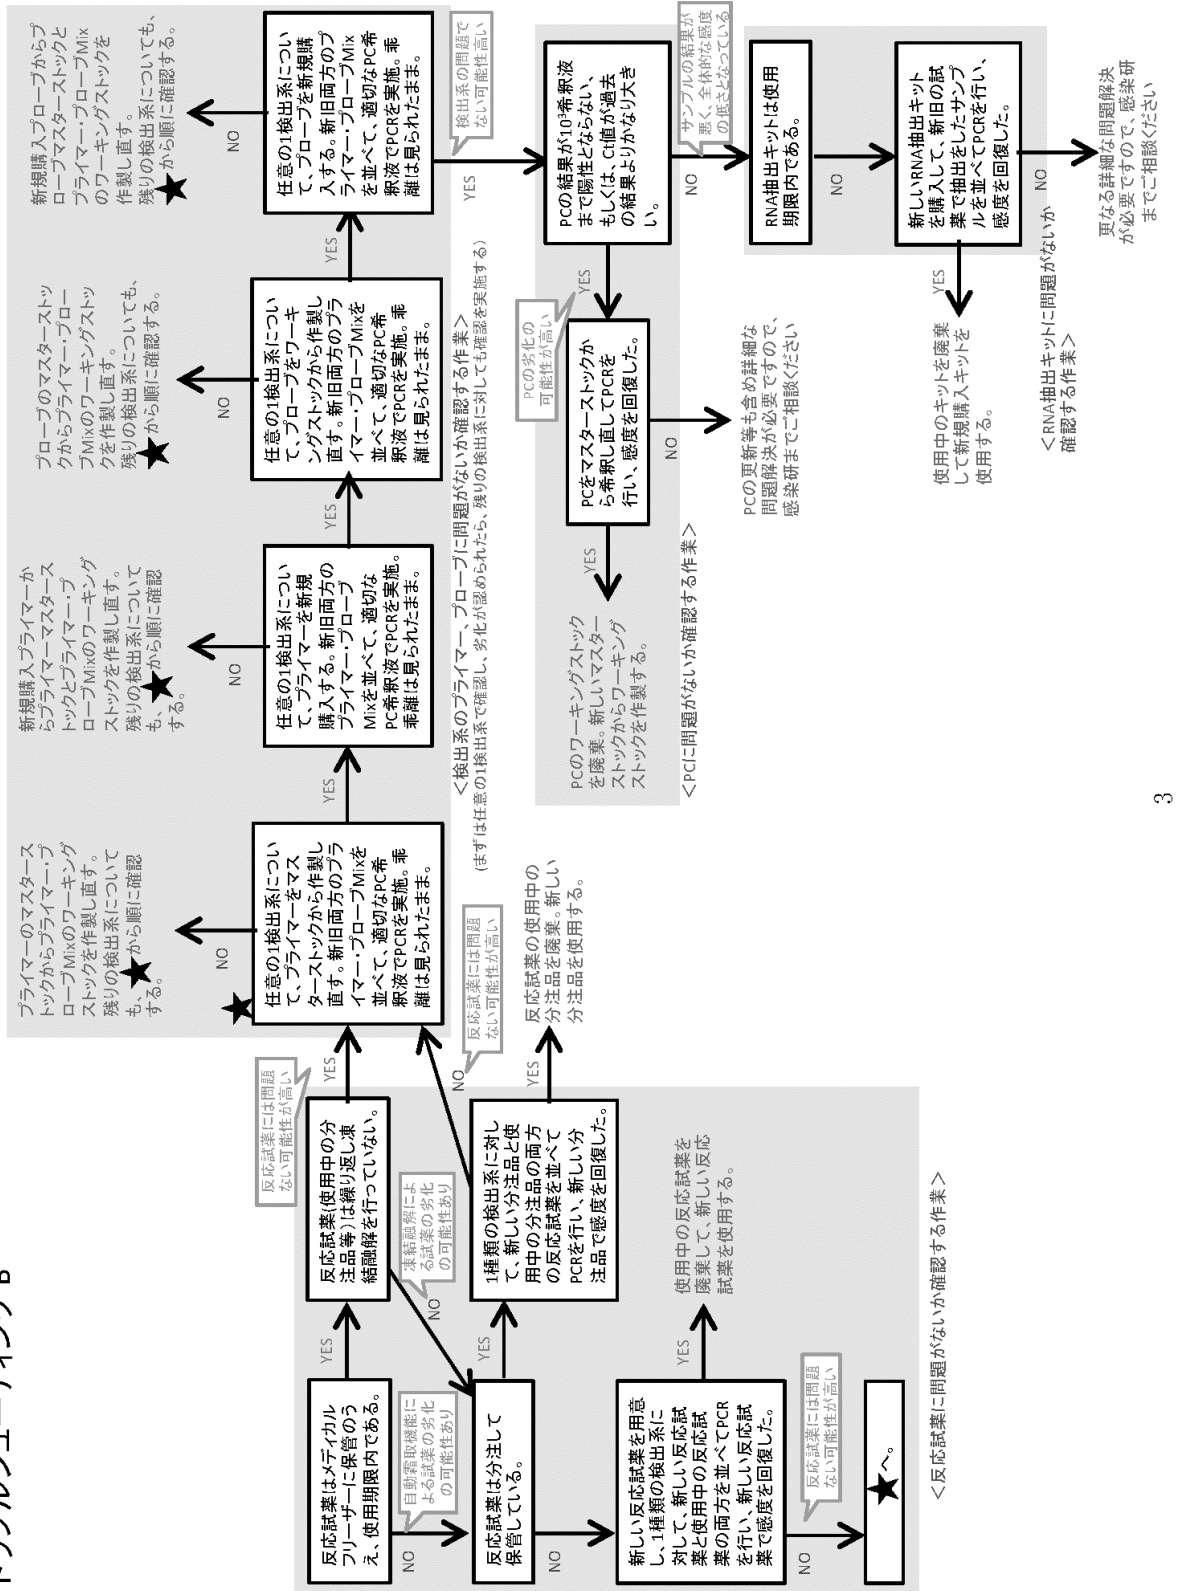 トラブルシューティング B
反応試薬はメディカル
フリーザーに保管のう
え、使用期限内である。
YES
NO
自動霜取機能に
よる試薬の劣化
の可能性あり
反応試薬(使用中の分
注品等)は繰り返し凍
結融解を行っていない。
YES
NO
反応試薬には問題
ない可能性が高い
凍結融解によ
る試薬の劣化
の可能性あり
反応試薬は分注して
保管している。
YES
NO
1種類の検出系に対し
て、新しい分注品と使
用中の分注品の両方
の反応試薬を並べて
PCRを行い、新しい分
注品で感度を回復した。
YES
NO
反応試薬には問題
ない可能性が高い
反応試薬の使用中の
分注品を廃棄。新しい
分注品を使用する。
新しい反応試薬を用意
し、1種類の検出系に
対して、新しい反応試
薬と使用中の反応試
薬の両方を並べてPCR
を行い、新しい反応試
薬で感度を回復した。
YES
NO
使用中の反応試薬を
廃棄して、新しい反応
試薬を使用する。
反応試薬には問題
ない可能性が高い
★へ。
<反応試薬に問題がないか確認する作業>
プライマーのマスタース
トックからプライマー・プ
ローブMixのワーキング
ストックを作製し直す。
残りの検出系について
も、★から順に確認
する。
NO
★
任意の1検出系につい
て、プライマーをマス
ターストックから作製し
直す。新旧両方のプラ
イマー・プローブMixを
並べて、適切なPC希
釈液でPCRを実施。乖
離は見られたまま。
YES
新規購入プライマーか
らプライマーマスタース
トックとプライマー・プ
ローブMixのワーキング
ストックを作製し直す。
残りの検出系について
も、★から順に確認
する。
NO
任意の1検出系につい
て、プライマーを新規
購入する。新旧両方の
プライマー・プローブ
Mixを並べて、適切な
PC希釈液でPCRを実施。
乖離は見られたまま。
YES
プローブのマスタースト
ックからプライマー・プロー
ブMixのワーキングストッ
クを作製し直す。
残りの検出系についても、
★から順に確認する。
NO
任意の1検出系につい
て、プローブをワーキ
ングストックから作製し
直す。新旧両方のプラ
イマー・プローブMixを
並べて、適切なPC希
釈液でPCRを実施。乖
離は見られたまま。
YES
新規購入プローブからプ
ローブマスターストックと
プライマー・プローブMix
のワーキングストックを
作製し直す。
残りの検出系についても、
★から順に確認する。
NO
任意の1検出系につい
て、プローブを新規購
入する。新旧両方のプ
ライマー・プローブMix
を並べて、適切なPC希
釈液でPCRを実施。乖
離は見られたまま。
YES
検出系の問題で
ない可能性高い
<検出系のプライマー、プローブに問題がないか確認する作業>
(まずは任意の1検出系で確認し、劣化が認められたら、残りの検出系に対しても確認を実施する)
PCの結果が10³希釈液
まで陽性とならない、
もしくは、Ct値が過去
の結果よりかなり大き
い。
YES
NO
PCの劣化の
可能性が高い
サンプルの結果が
悪く、全体的な感度
の低さとなっている
PCをマスターストックか
ら希釈し直してPCRを
行い、感度を回復した。
YES
NO
PCのワーキングストック
を廃棄。新しいマスター
ストックからワーキング
ストックを作製する。
PCの更新等も含め詳細な
問題解決が必要ですので、
感染研までご相談ください
<PCに問題がないか確認する作業>
RNA抽出キットは使用
期限内である。
NO
新しいRNA抽出キット
を購入して、新旧の試
薬で抽出をしたサンプ
ルを並べてPCRを行い、
感度を回復した。
YES
NO
使用中のキットを廃棄
して新規購入キットを
使用する。
更なる詳細な問題解決
が必要ですので、感染研
までご相談ください
<RNA抽出キットに問題がないか
確認する作業>
3